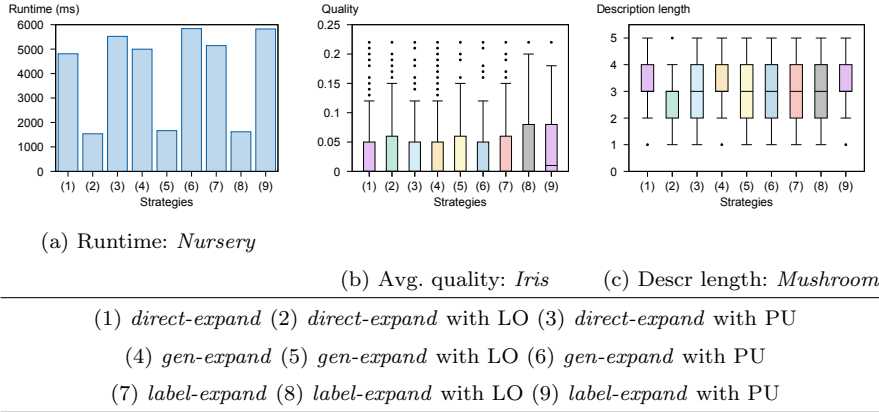 Runtime (ms)
6000
5000
4000
3000
2000
1000
0
(1) (2) (3) (4) (5) (6) (7) (8) (9)
Strategies
(a) Runtime: Nursery
Quality
0.25
0.2
0.15
0.1
0.05
0
(1) (2) (3) (4) (5) (6) (7) (8) (9)
Strategies
(b) Avg. quality: Iris
Description length
5
4
3
2
1
0
(1) (2) (3) (4) (5) (6) (7) (8) (9)
Strategies
(c) Descr length: Mushroom
(1) direct-expand (2) direct-expand with LO (3) direct-expand with PU
(4) gen-expand (5) gen-expand with LO (6) gen-expand with PU
(7) label-expand (8) label-expand with LO (9) label-expand with PU